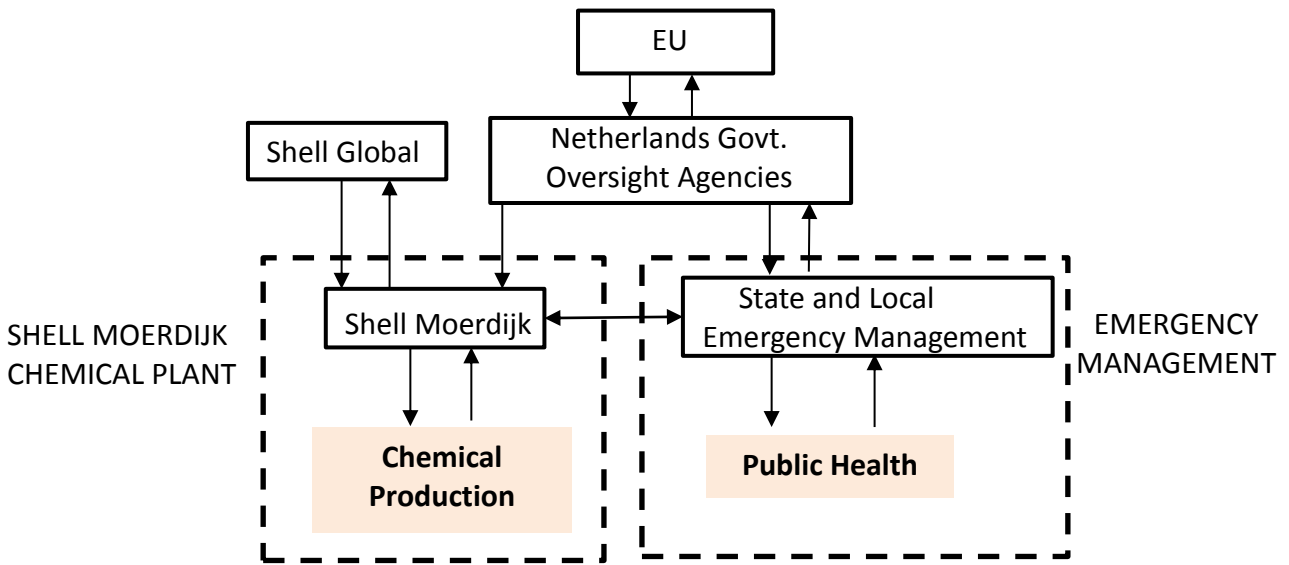 EU
Netherlands Govt.
Oversight Agencies
Shell Global
Shell Moerdijk
State and Local
Emergency Management
SHELL MOERDIJK
CHEMICAL PLANT
EMERGENCY
MANAGEMENT
Chemical
Production
Public Health